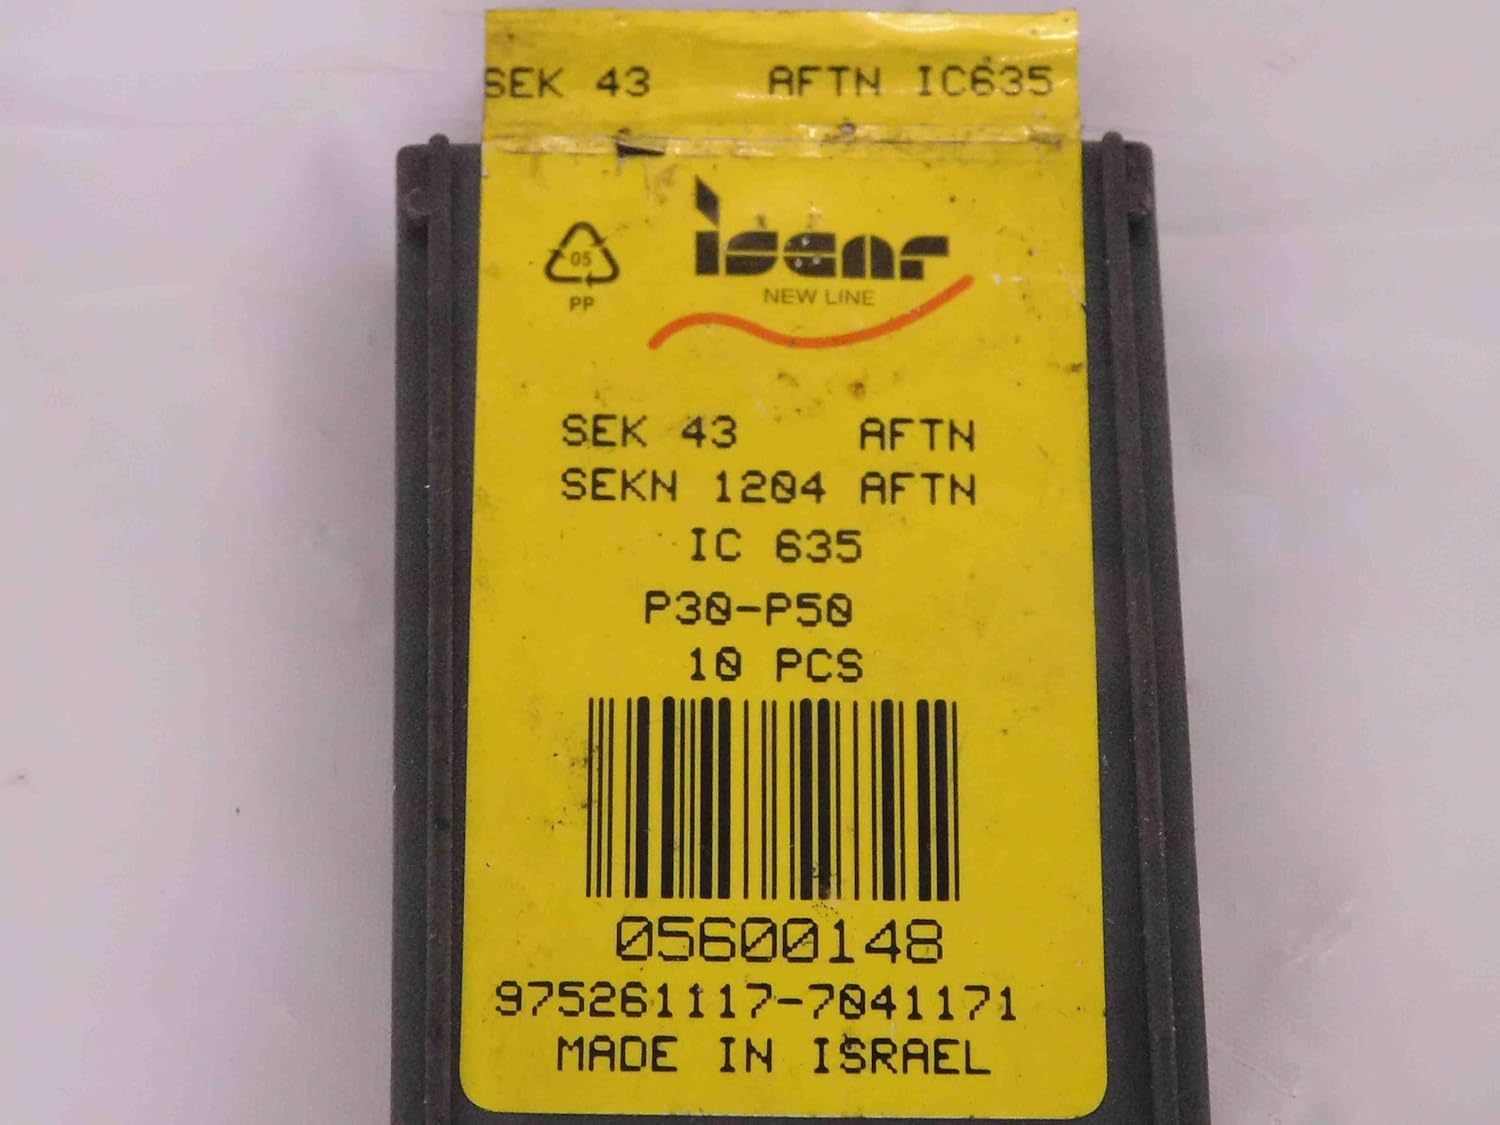 SEK 43 AFTN IC635
iscar
NEW LINE
05
PP
SEK 43 AFTN
SEKN 1204 AFTN
IC 635
P30-P50
10 PCS
05600148
975261117-7041171
MADE IN ISRAEL